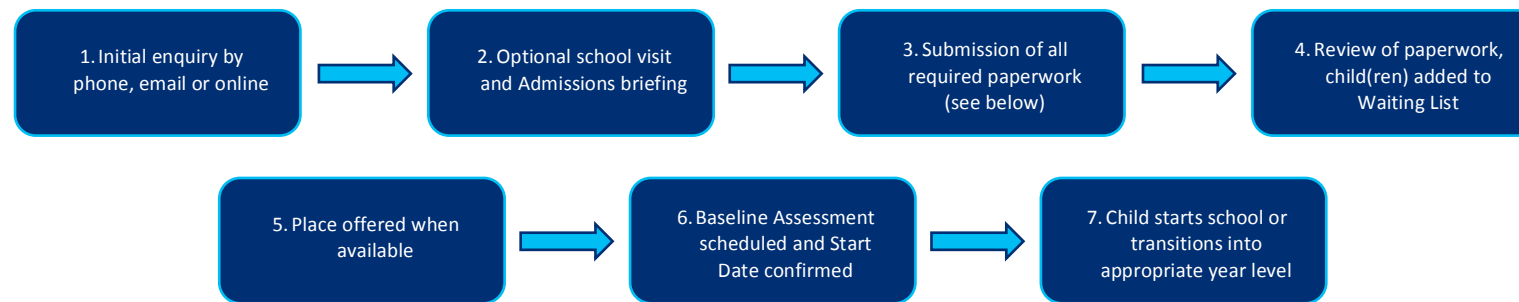 1. Initial enquiry by
phone, email or online
2. Optional school visit
and Admissions briefing
3. Submission of all
required paperwork
(see below)
4. Review of paperwork,
child(ren) added to
Waiting List
5. Place offered when
available
6. Baseline Assessment
scheduled and Start
Date confirmed
7. Child starts school or
transitions into
appropriate year level